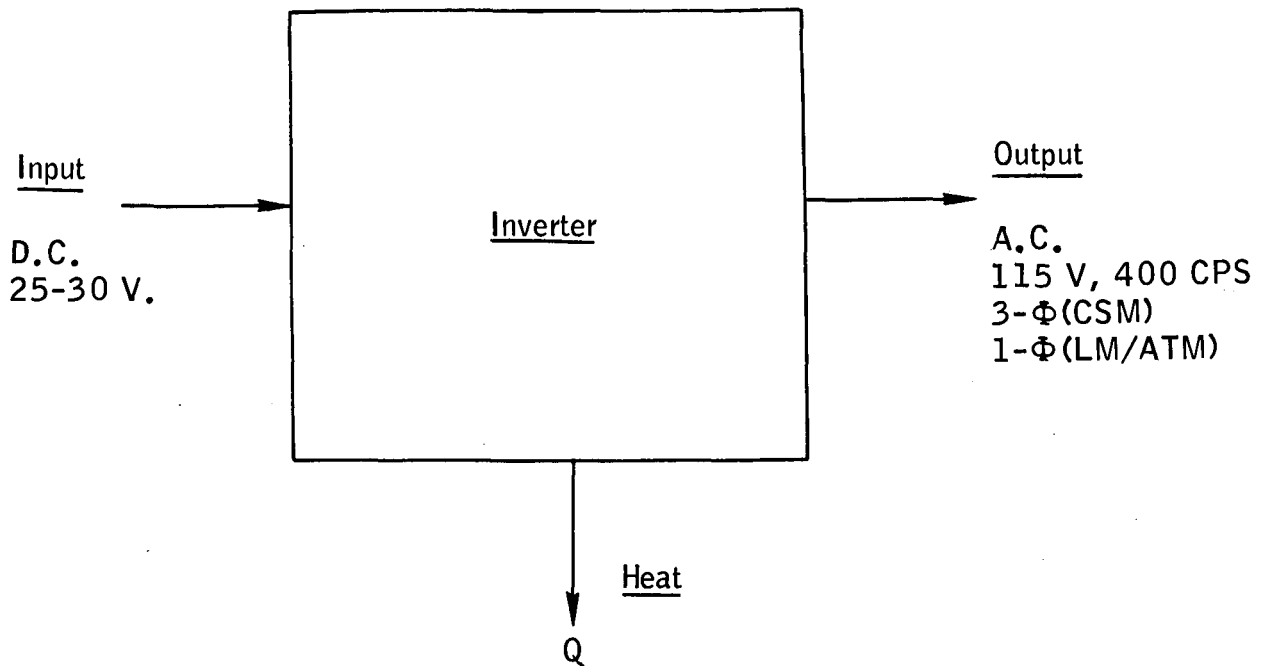 Input
D.C.
25-30 V.
Inverter
Output
A.C.
115 V, 400 CPS
3-Φ(CSM)
1-Φ(LM/ATM)
Heat
Q